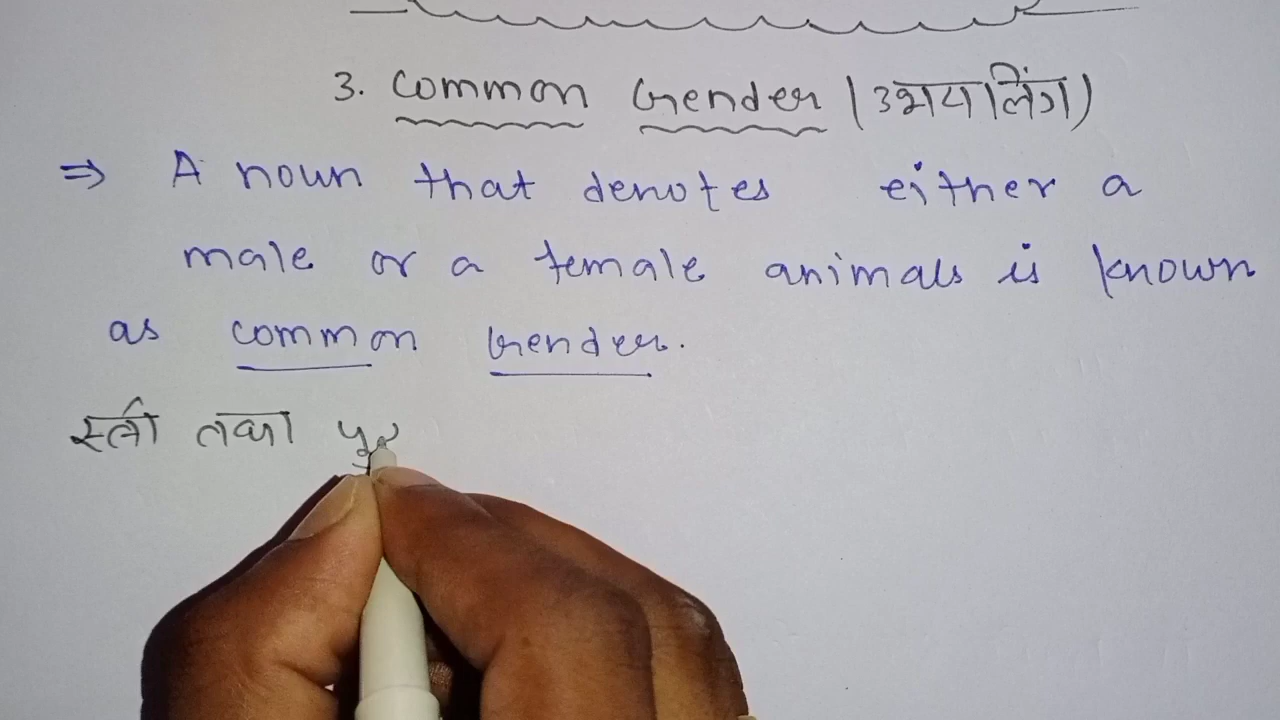 3. Common Gender (उभयलिंग)
⇒ A noun that denotes either a
male or a female animals is known
as common Gender.
स्त्री तथा